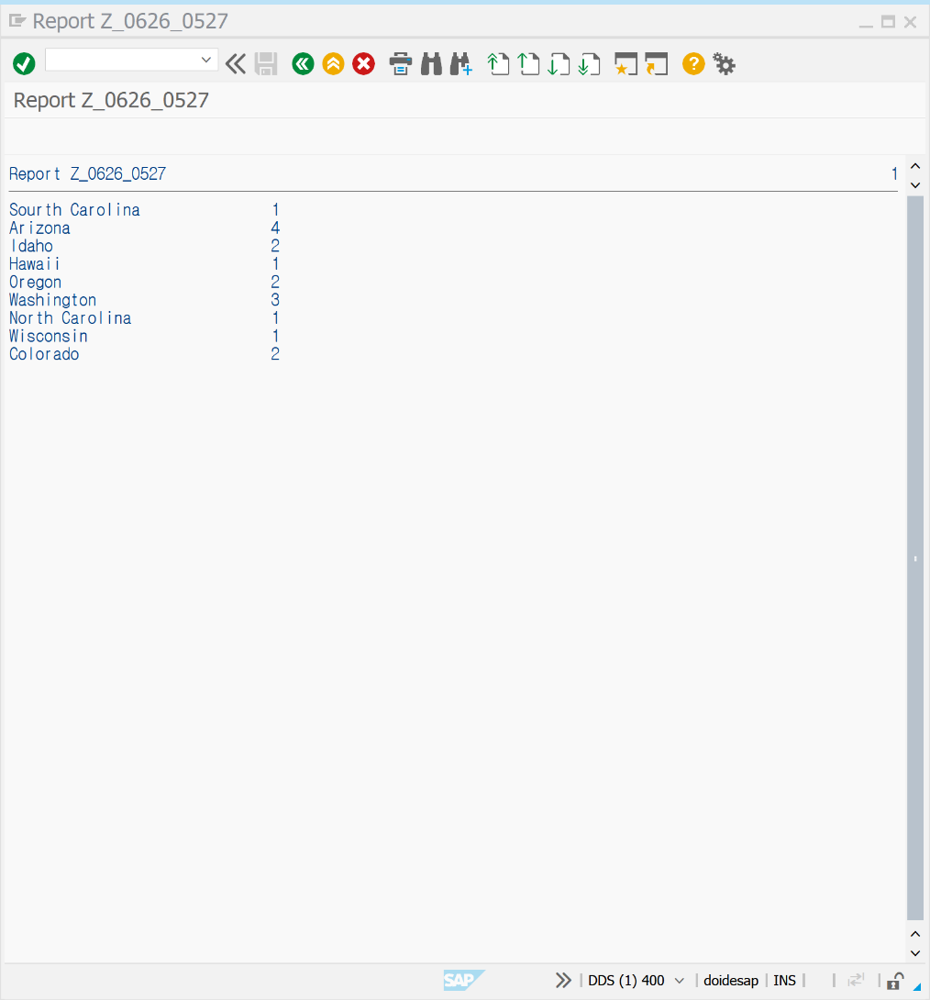 Report Z_0626_0527
Report Z_0626_0527
Report Z_0626_0527 1
Sourth Carolina 1
Arizona 4
Idaho 2
Hawaii 1
Oregon 2
Washington 3
North Carolina 1
Wisconsin 1
Colorado 2
SAP DDS (1) 400 doidesap INS